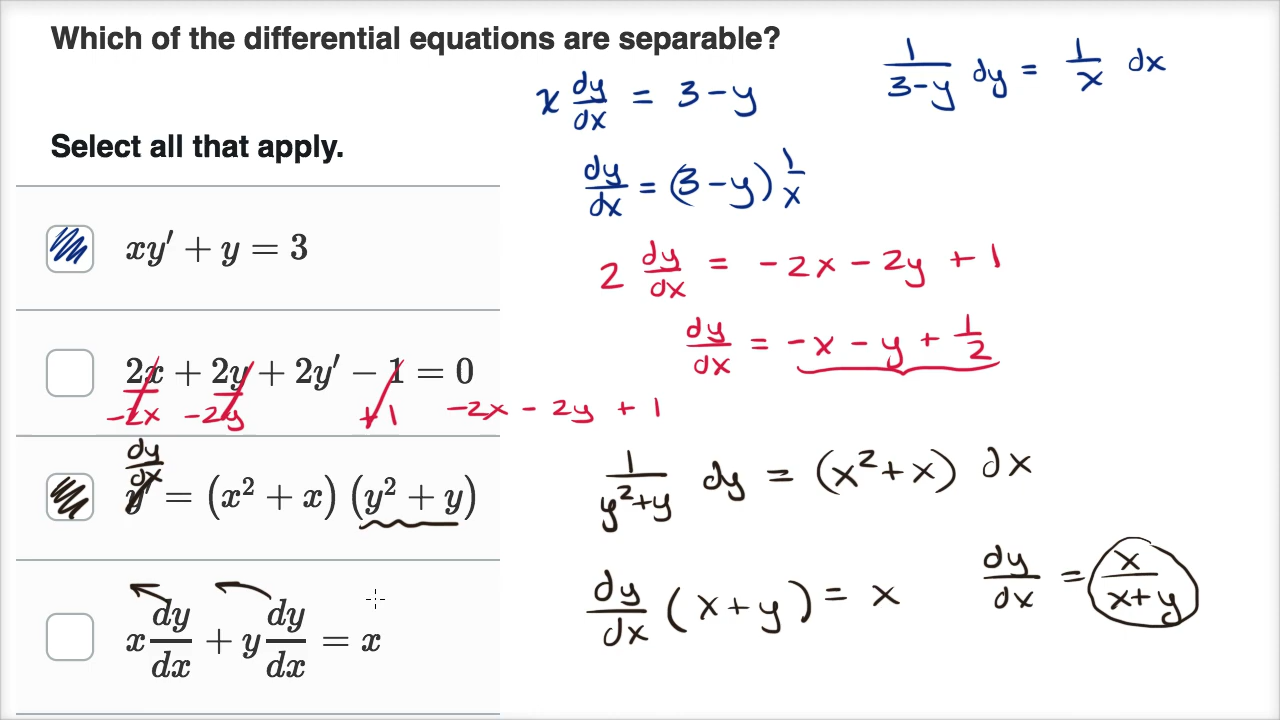 Which of the differential equations are separable?
Select all that apply.
xy′ + y = 3
2x + 2y + 2y′ − 1 = 0
−2x −2y +1 −2x − 2y + 1
dy/dx
y′ = (x² + x) (y² + y)
x dy/dx + y dy/dx = x
x dy/dx = 3 − y
1/(3−y) dy = 1/x dx
dy/dx = (3 − y) 1/x
2 dy/dx = −2x − 2y + 1
dy/dx = −x − y + 1/2
1/(y²+y) dy = (x² + x) dx
dy/dx (x + y) = x
dy/dx = x/(x+y)